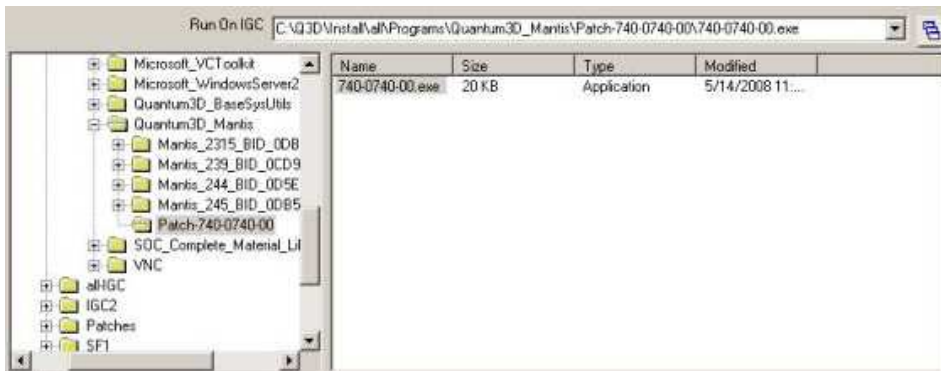 Run On IGC C:\Q3D\Install\all\Programs\Quantum3D_Mantis\Patch-740-0740-00\740-0740-00.exe
Microsoft_VCToolkit
Microsoft_WindowsServer2
Quantum3D_BaseSysUtils
Quantum3D_Mantis
Mantis_2315_BID_0DB
Mantis_239_BID_0CD9
Mantis_244_BID_0D5E
Mantis_245_BID_0DB5
Patch-740-0740-00
SOC_Complete_Material_Lil
VNC
allIGC
IGC2
Patches
SF1
Name Size Type Modified
740-0740-00.exe 20 KB Application 5/14/2008 11:...